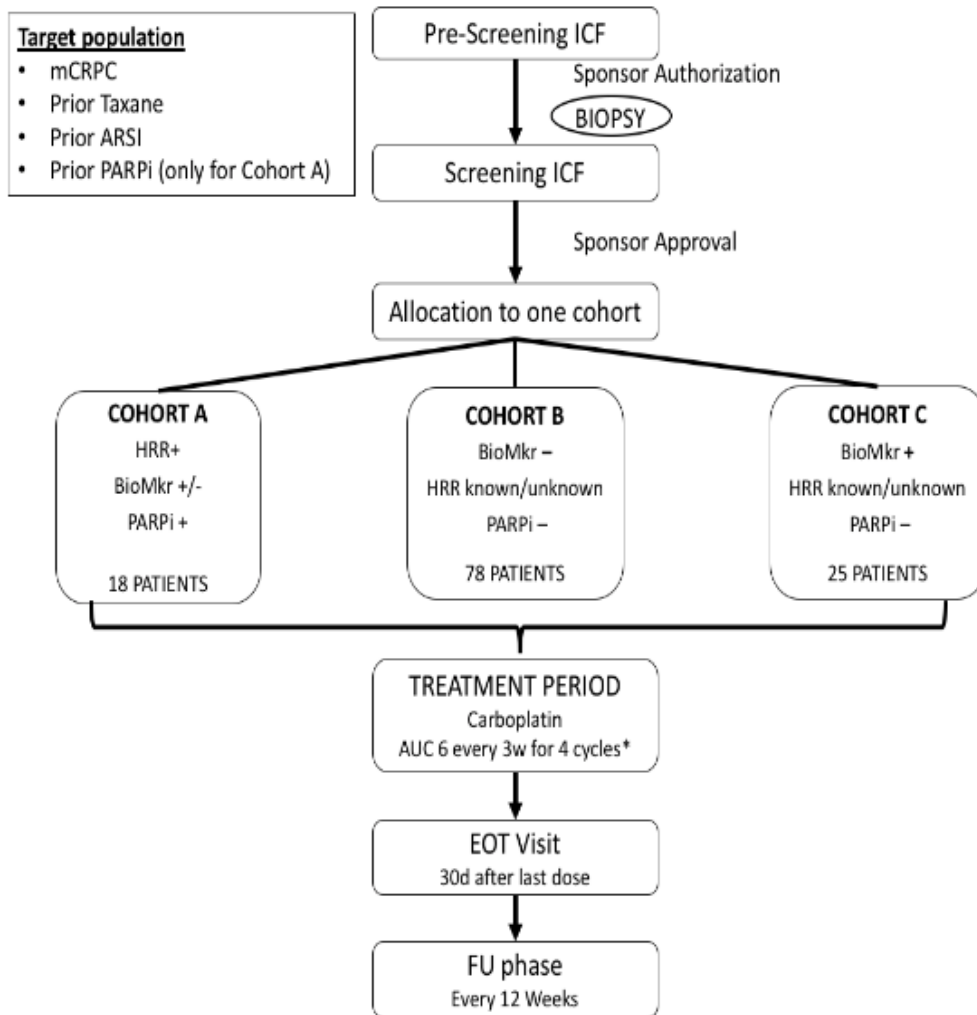 Target population
• mCRPC
• Prior Taxane
• Prior ARSI
• Prior PARPi (only for Cohort A)
Pre-Screening ICF
Sponsor Authorization
BIOPSY
Screening ICF
Sponsor Approval
Allocation to one cohort
COHORT A
HRR+
BioMkr +/-
PARPi +
18 PATIENTS
COHORT B
BioMkr –
HRR known/unknown
PARPi –
78 PATIENTS
COHORT C
BioMkr +
HRR known/unknown
PARPi –
25 PATIENTS
TREATMENT PERIOD
Carboplatin
AUC 6 every 3w for 4 cycles*
EOT Visit
30d after last dose
FU phase
Every 12 Weeks